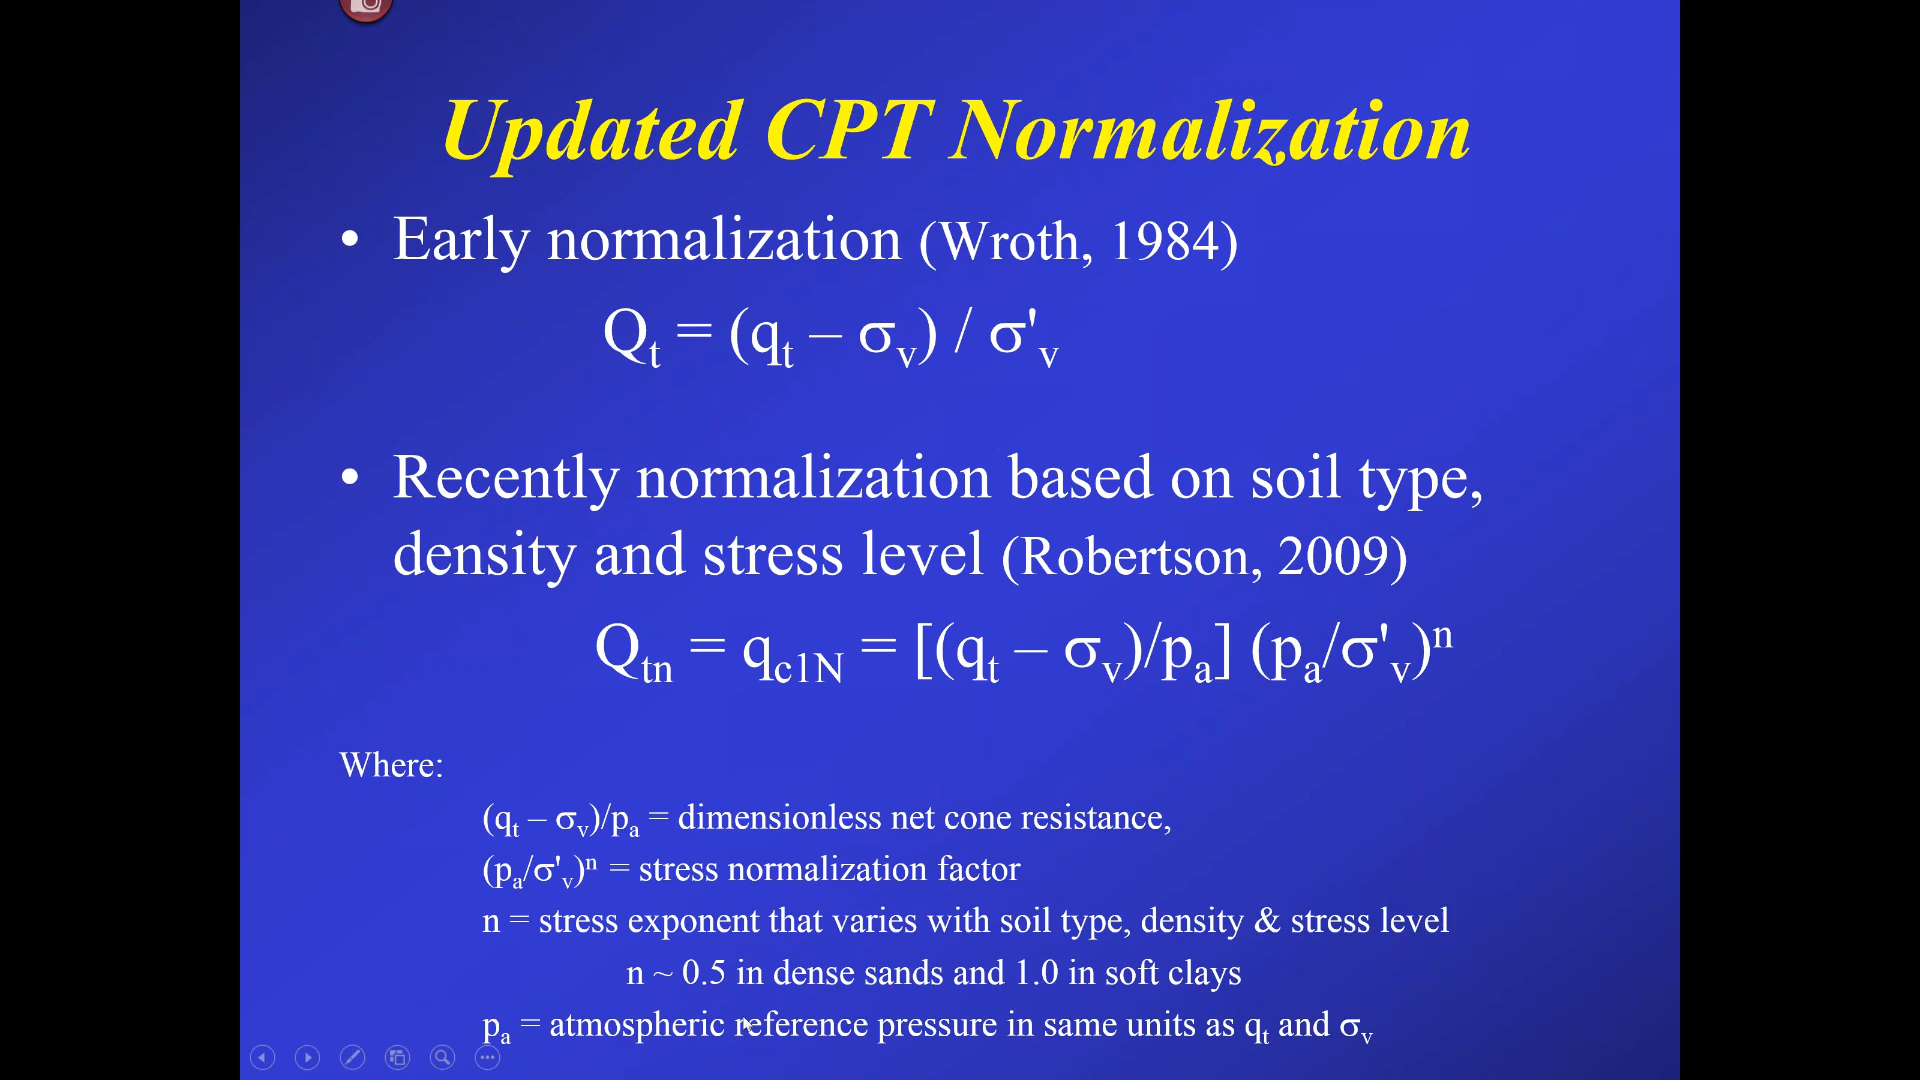 Updated CPT Normalization
• Early normalization (Wroth, 1984)
Qₜ = (qₜ – σᵥ) / σ'ᵥ
• Recently normalization based on soil type,
density and stress level (Robertson, 2009)
Qₜₙ = q_c1N = [(qₜ – σᵥ)/pₐ] (pₐ/σ'ᵥ)ⁿ
Where:
(qₜ – σᵥ)/pₐ = dimensionless net cone resistance,
(pₐ/σ'ᵥ)ⁿ = stress normalization factor
n = stress exponent that varies with soil type, density & stress level
n ~ 0.5 in dense sands and 1.0 in soft clays
pₐ = atmospheric reference pressure in same units as qₜ and σᵥ